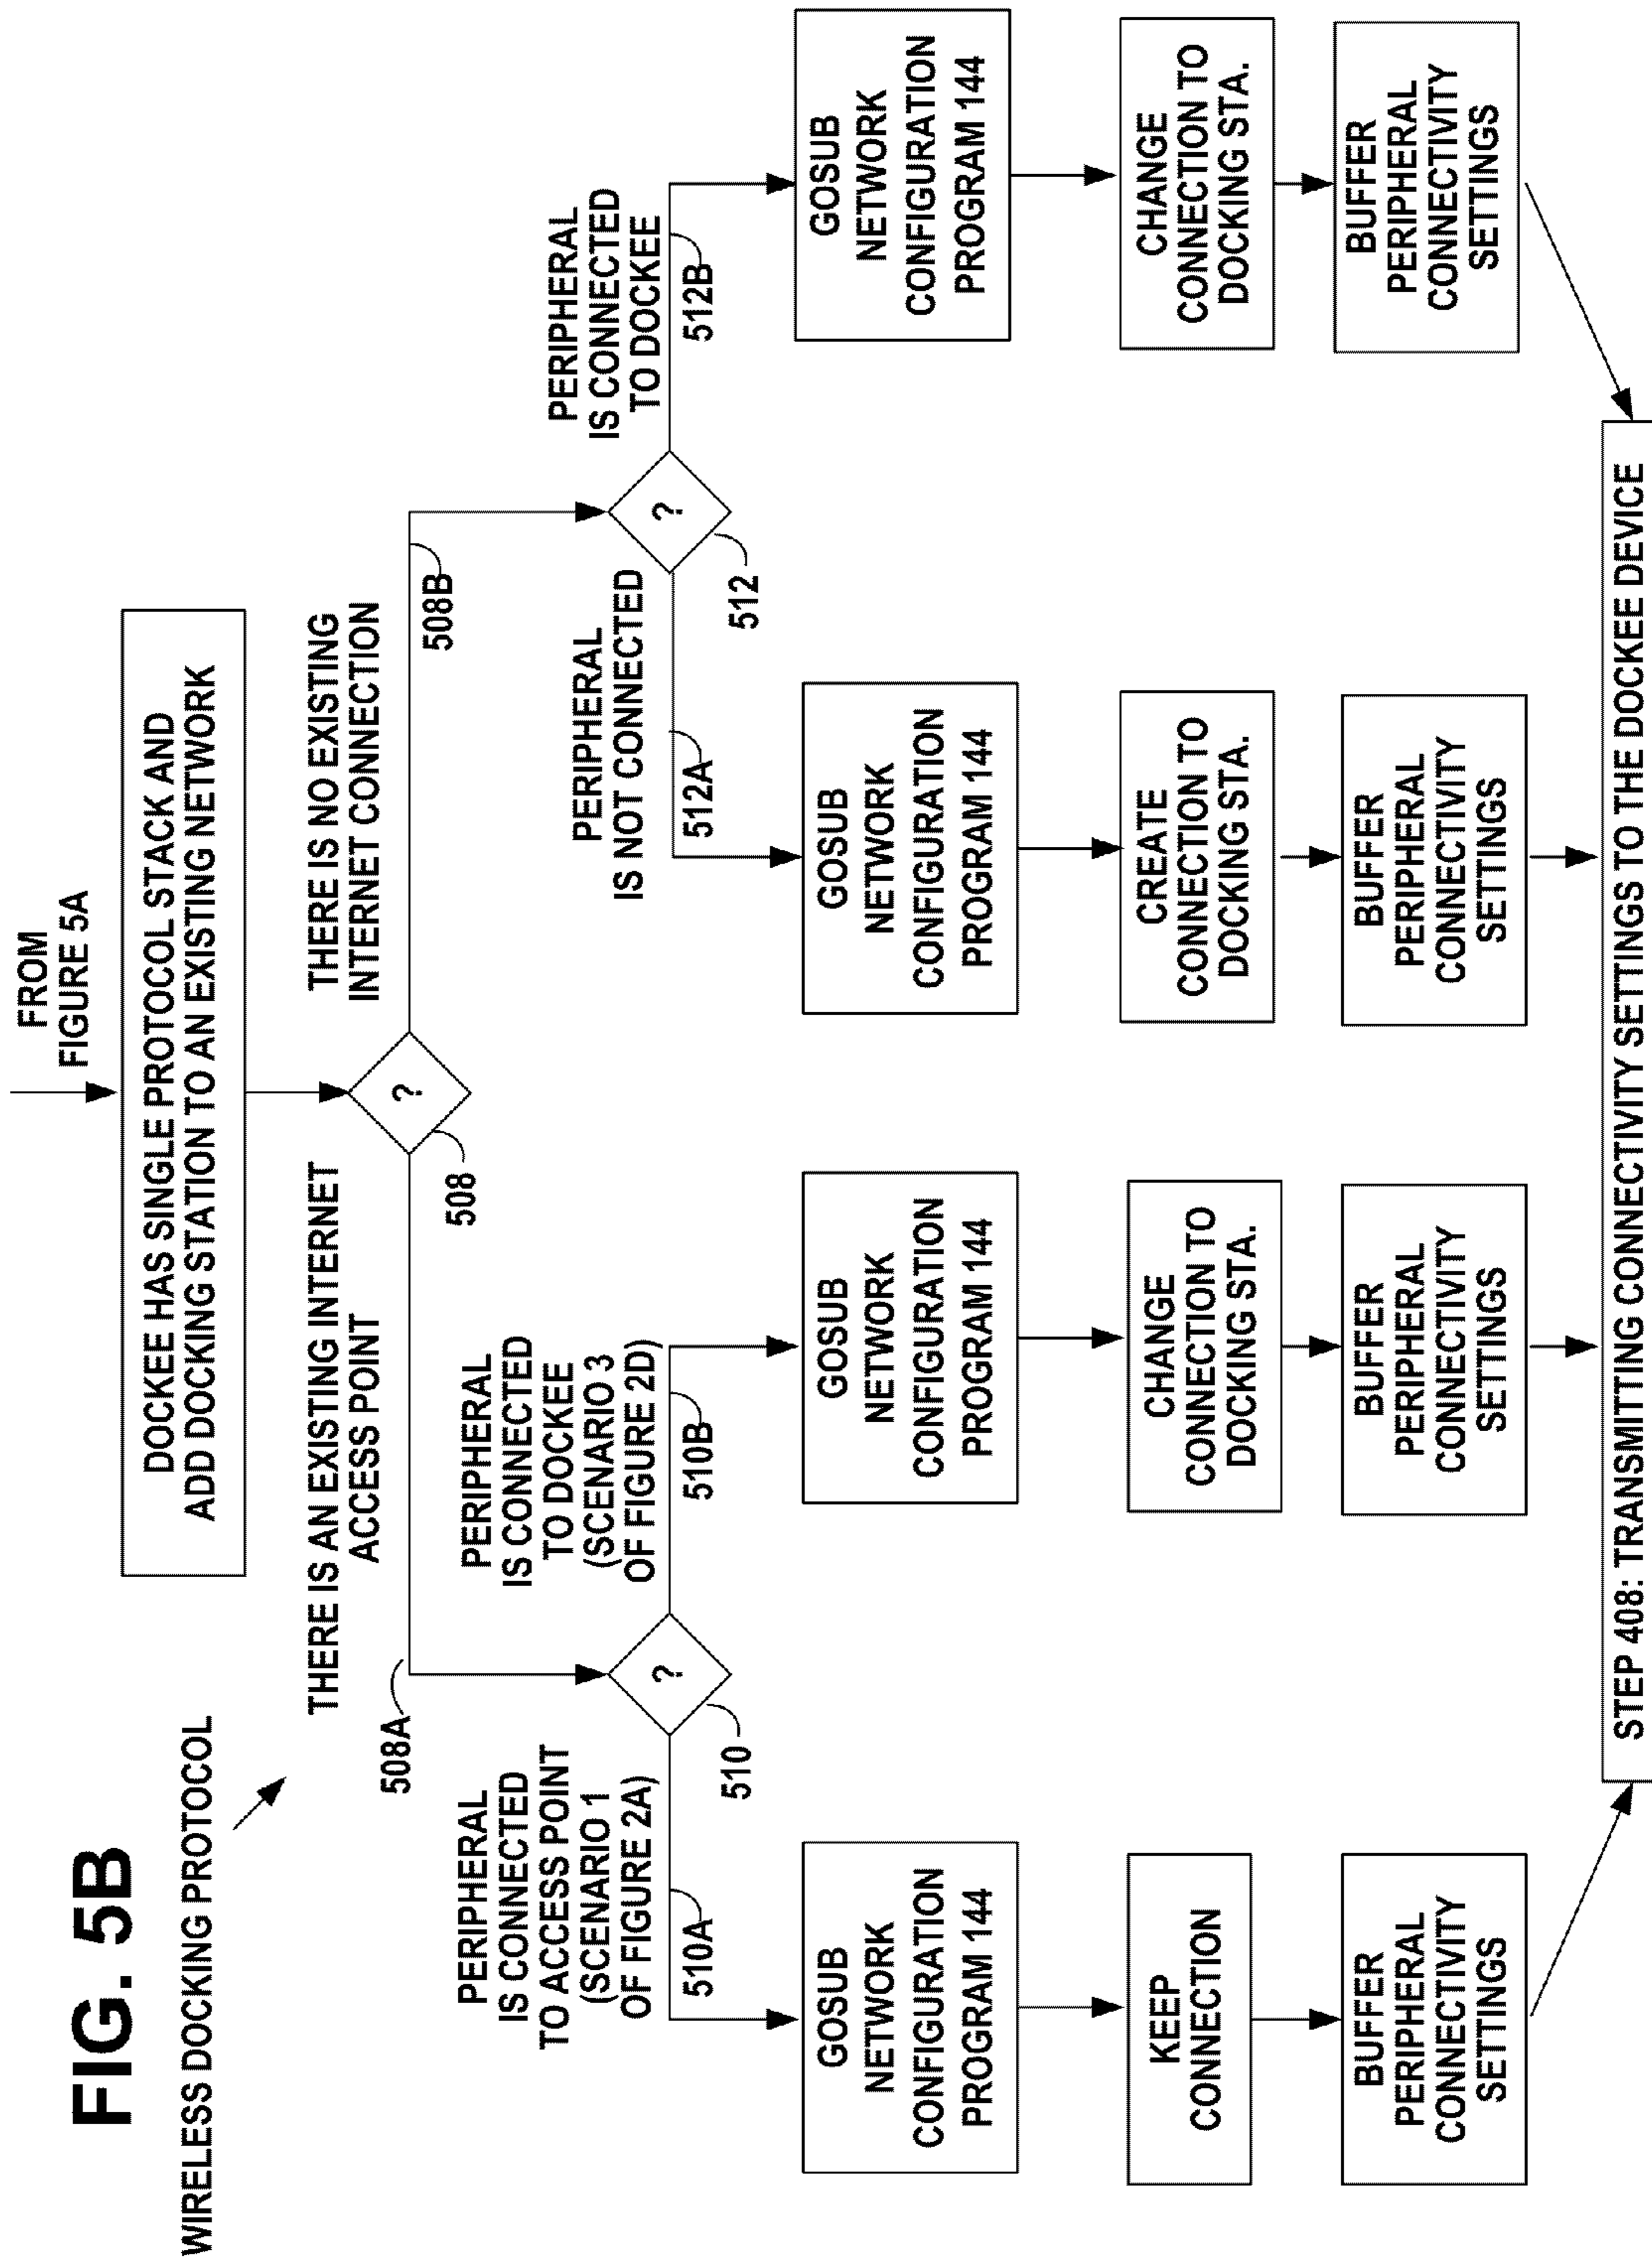 FIG. 5B
WIRELESS DOCKING PROTOCOL
FROM
FIGURE 5A
DOCKEE HAS SINGLE PROTOCOL STACK AND
ADD DOCKING STATION TO AN EXISTING NETWORK
THERE IS AN EXISTING INTERNET
ACCESS POINT
508A
508
?
THERE IS NO EXISTING
INTERNET CONNECTION
508B
PERIPHERAL
IS CONNECTED
TO ACCESS POINT
(SCENARIO 1
OF FIGURE 2A)
510A
510
?
PERIPHERAL
IS CONNECTED
TO DOCKEE
(SCENARIO 3
OF FIGURE 2D)
510B
PERIPHERAL
IS NOT CONNECTED
512A
512
?
PERIPHERAL
IS CONNECTED
TO DOCKEE
512B
GOSUB
NETWORK
CONFIGURATION
PROGRAM 144
GOSUB
NETWORK
CONFIGURATION
PROGRAM 144
GOSUB
NETWORK
CONFIGURATION
PROGRAM 144
GOSUB
NETWORK
CONFIGURATION
PROGRAM 144
KEEP
CONNECTION
CHANGE
CONNECTION TO
DOCKING STA.
CREATE
CONNECTION TO
DOCKING STA.
CHANGE
CONNECTION TO
DOCKING STA.
BUFFER
PERIPHERAL
CONNECTIVITY
SETTINGS
BUFFER
PERIPHERAL
CONNECTIVITY
SETTINGS
BUFFER
PERIPHERAL
CONNECTIVITY
SETTINGS
BUFFER
PERIPHERAL
CONNECTIVITY
SETTINGS
STEP 408: TRANSMITTING CONNECTIVITY SETTINGS TO THE DOCKEE DEVICE